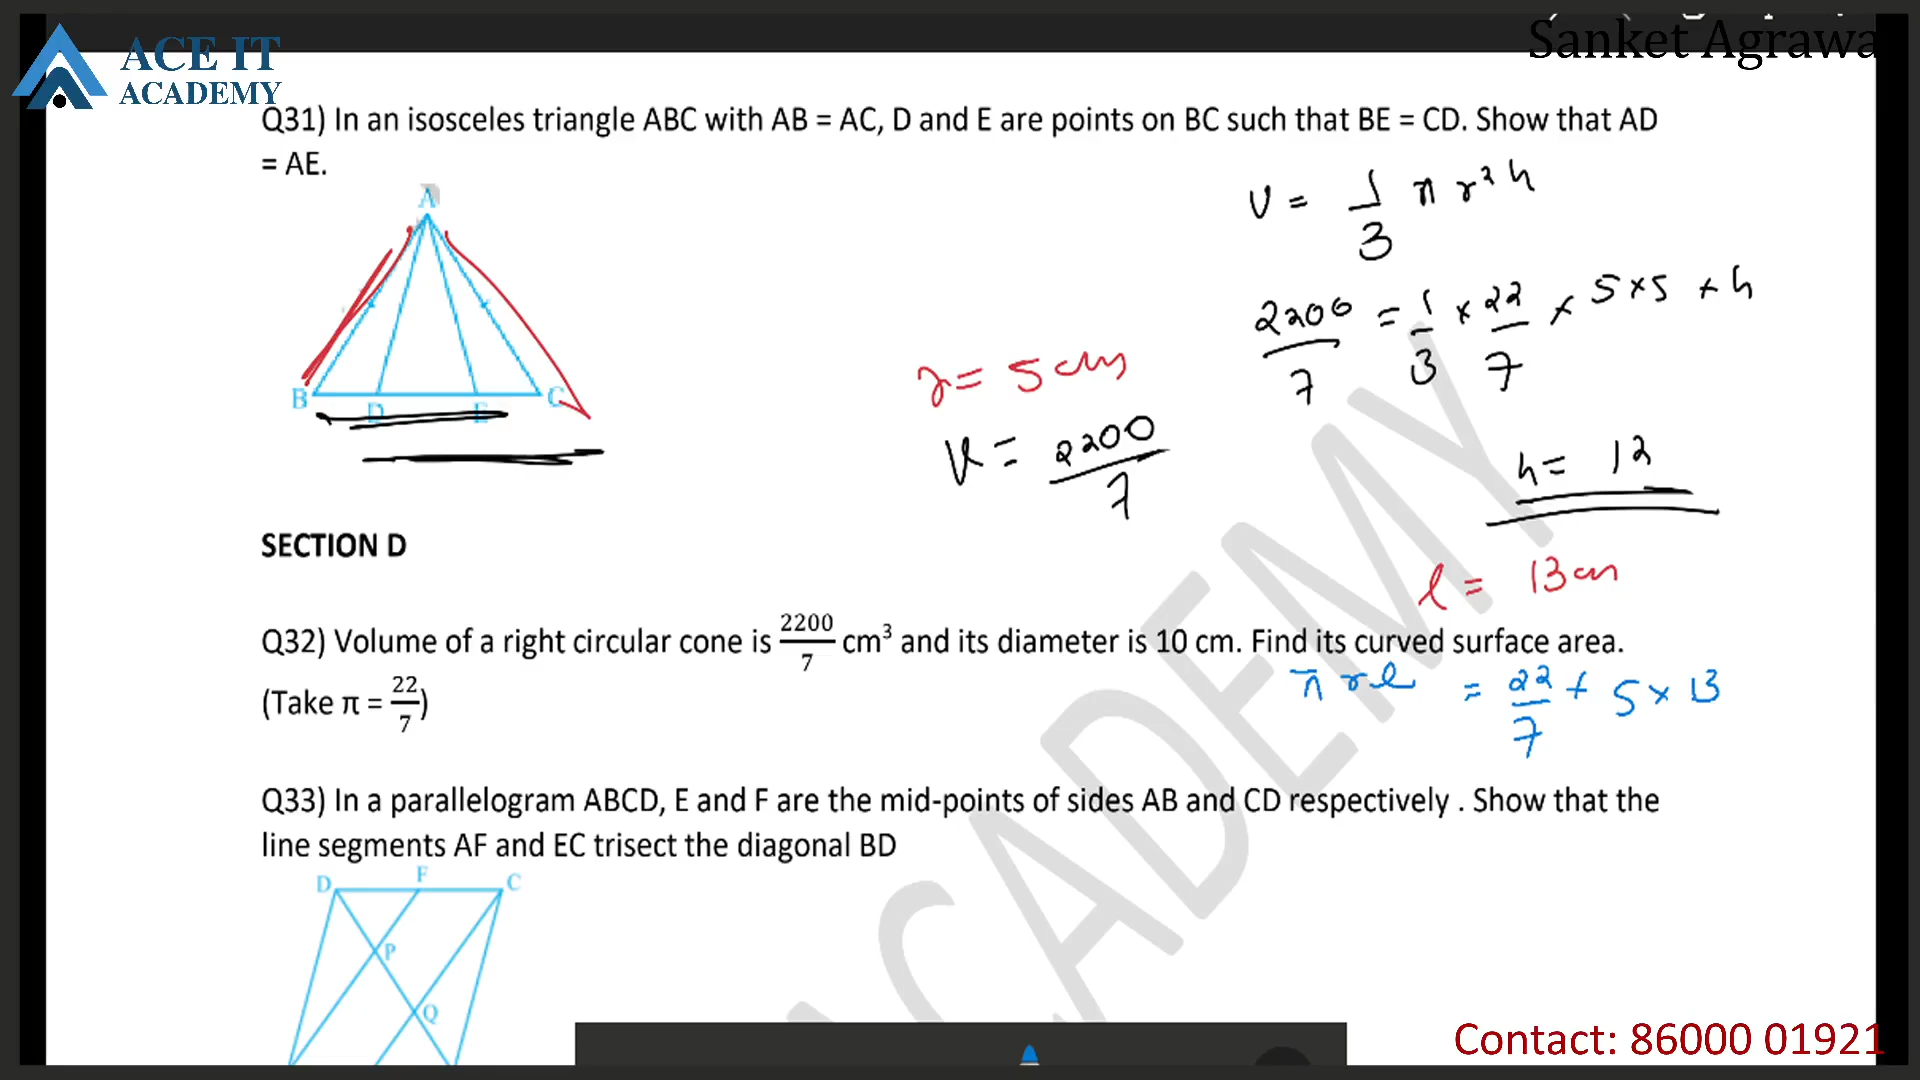 Sanket Agrawa
ACE IT
ACADEMY
Q31) In an isosceles triangle ABC with AB = AC, D and E are points on BC such that BE = CD. Show that AD
= AE.
A
B
D
E
C
V = 1/3 π r² h
2200/7 = 1/3 × 22/7 × 5 × 5 × h
r = 5 cm
V = 2200/7
h = 12
l = 13 cm
SECTION D
Q32) Volume of a right circular cone is 2200/7 cm³ and its diameter is 10 cm. Find its curved surface area.
(Take π = 22/7)
π r l = 22/7 × 5 × 13
Q33) In a parallelogram ABCD, E and F are the mid-points of sides AB and CD respectively . Show that the
line segments AF and EC trisect the diagonal BD
D F C
P
Q
ACADEMY
Contact: 86000 01921